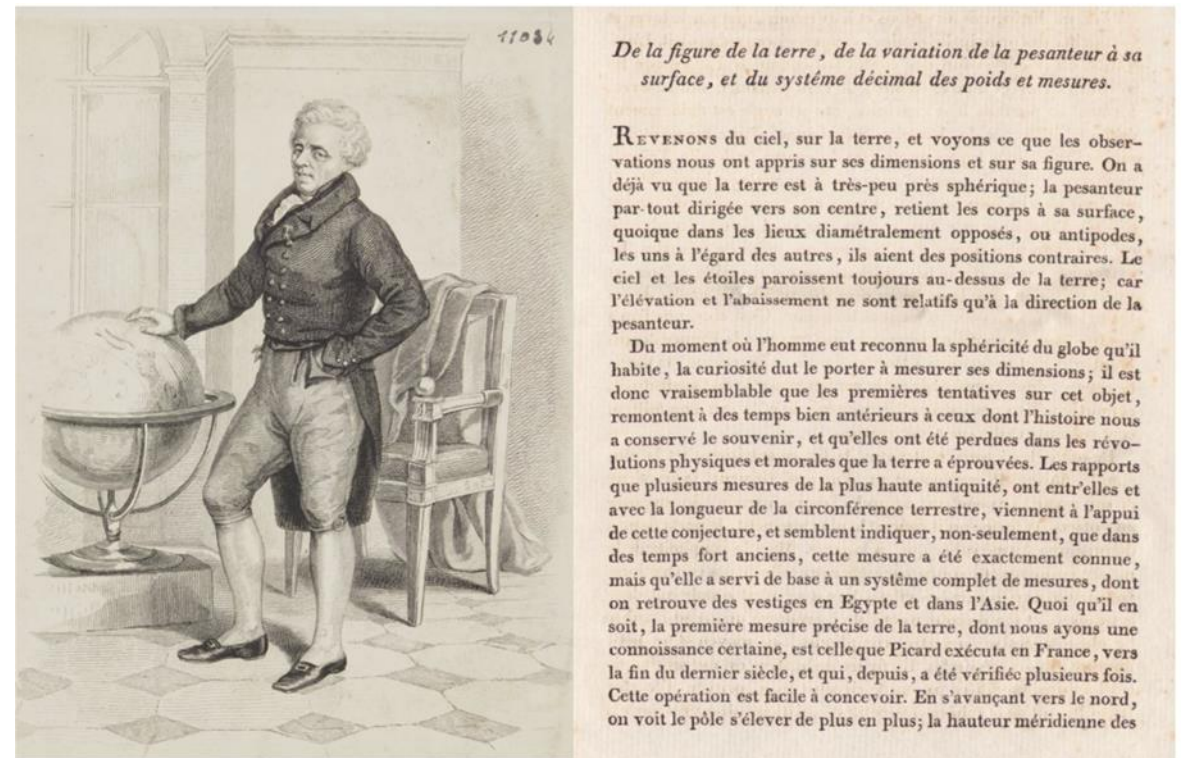 11034
De la figure de la terre, de la variation de la pesanteur à sa
surface, et du systéme décimal des poids et mesures.
REVENONS du ciel, sur la terre, et voyons ce que les obser-
vations nous ont appris sur ses dimensions et sur sa figure. On a
déjà vu que la terre est à très-peu près sphérique; la pesanteur
par-tout dirigée vers son centre, retient les corps à sa surface,
quoique dans les lieux diamétralement opposés, ou antipodes,
les uns à l'égard des autres, ils aient des positions contraires. Le
ciel et les étoiles paroissent toujours au-dessus de la terre; car
l'élévation et l'abaissement ne sont relatifs qu'à la direction de la
pesanteur.
Du moment où l'homme eut reconnu la sphéricité du globe qu'il
habite, la curiosité dut le porter à mesurer ses dimensions; il est
donc vraisemblable que les premières tentatives sur cet objet,
remontent à des temps bien antérieurs à ceux dont l'histoire nous
a conservé le souvenir, et qu'elles ont été perdues dans les révo-
lutions physiques et morales que la terre a éprouvées. Les rapports
que plusieurs mesures de la plus haute antiquité, ont entr'elles et
avec la longueur de la circonférence terrestre, viennent à l'appui
de cette conjecture, et semblent indiquer, non-seulement, que dans
des temps fort anciens, cette mesure a été exactement connue,
mais qu'elle a servi de base à un système complet de mesures, dont
on retrouve des vestiges en Egypte et dans l'Asie. Quoi qu'il en
soit, la première mesure précise de la terre, dont nous ayons une
connoissance certaine, est celle que Picard exécuta en France, vers
la fin du dernier siècle, et qui, depuis, a été vérifiée plusieurs fois.
Cette opération est facile à concevoir. En s'avançant vers le nord,
on voit le pôle s'élever de plus en plus; la hauteur méridienne des